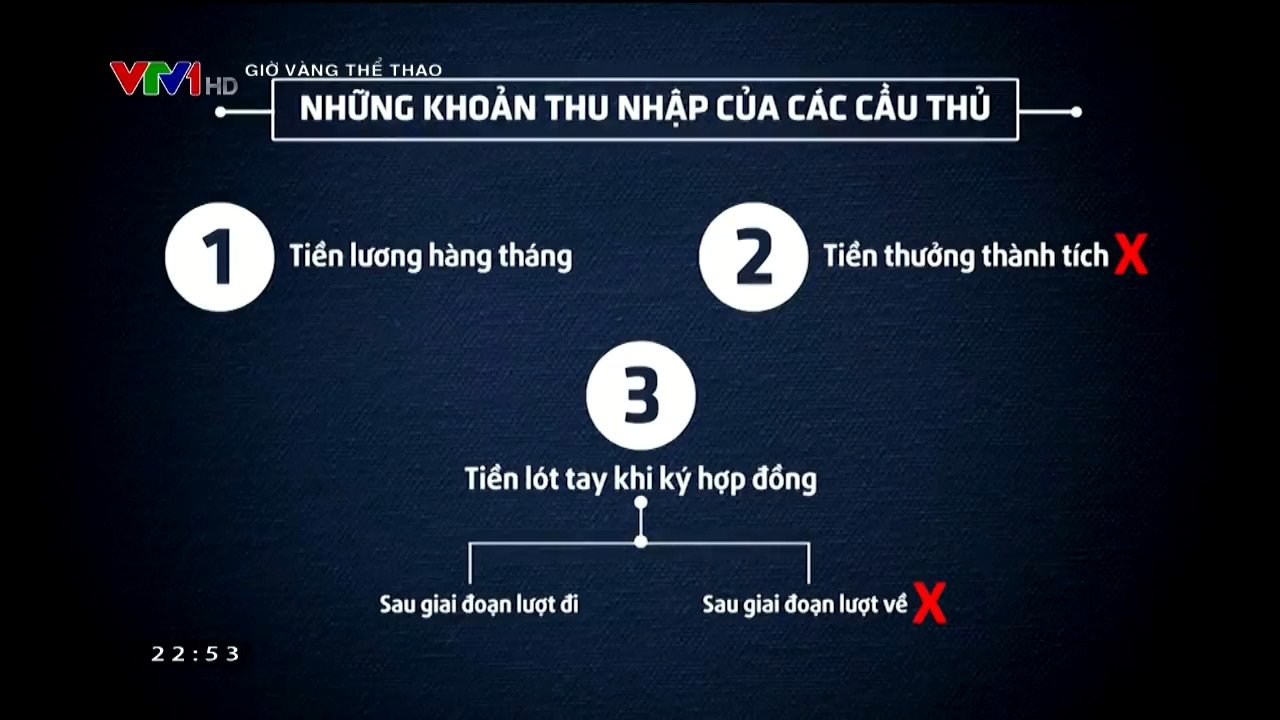 VTV1 HD
GIỜ VÀNG THỂ THAO
NHỮNG KHOẢN THU NHẬP CỦA CÁC CẦU THỦ
1 Tiền lương hàng tháng
2 Tiền thưởng thành tích X
3
Tiền lót tay khi ký hợp đồng
Sau giai đoạn lượt đi
Sau giai đoạn lượt về X
22:53